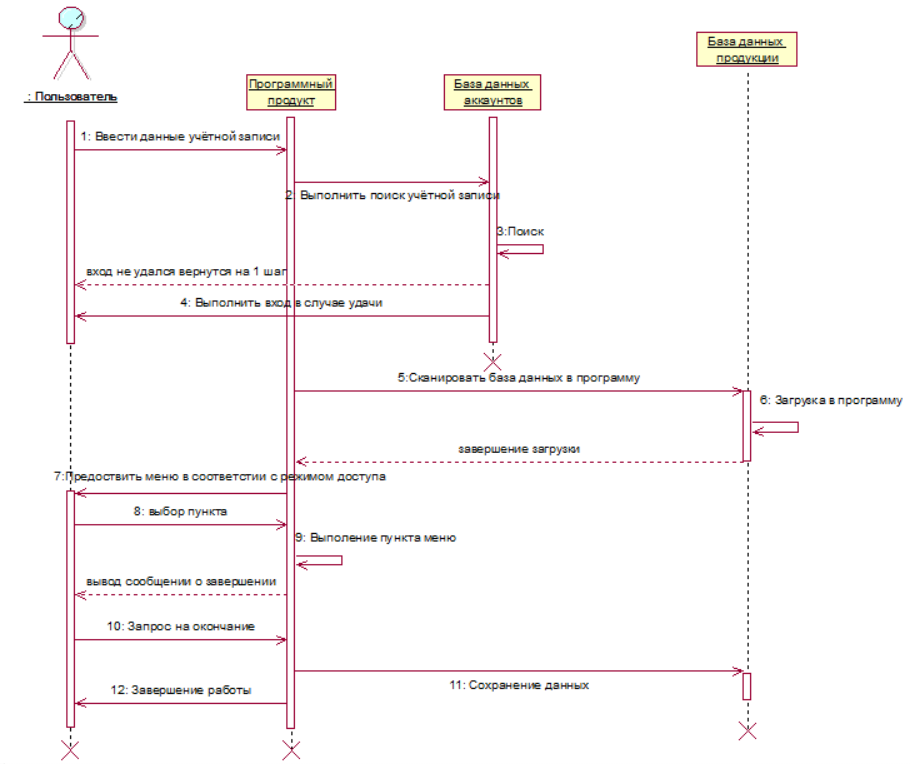 База данных
продукции
: Пользователь
Программный
продукт
База данных
аккаунтов
1: Ввести данные учётной записи
2: Выполнить поиск учётной записи
3:Поиск
вход не удался вернутся на 1 шаг
4: Выполнить вход в случае удачи
5:Сканировать база данных в программу
6: Загрузка в программу
завершение загрузки
7:Предоствить меню в соответстии с режимом доступа
8: выбор пункта
9: Выполение пункта меню
вывод сообщении о завершении
10: Запрос на окончание
11: Сохранение данных
12: Завершение работы